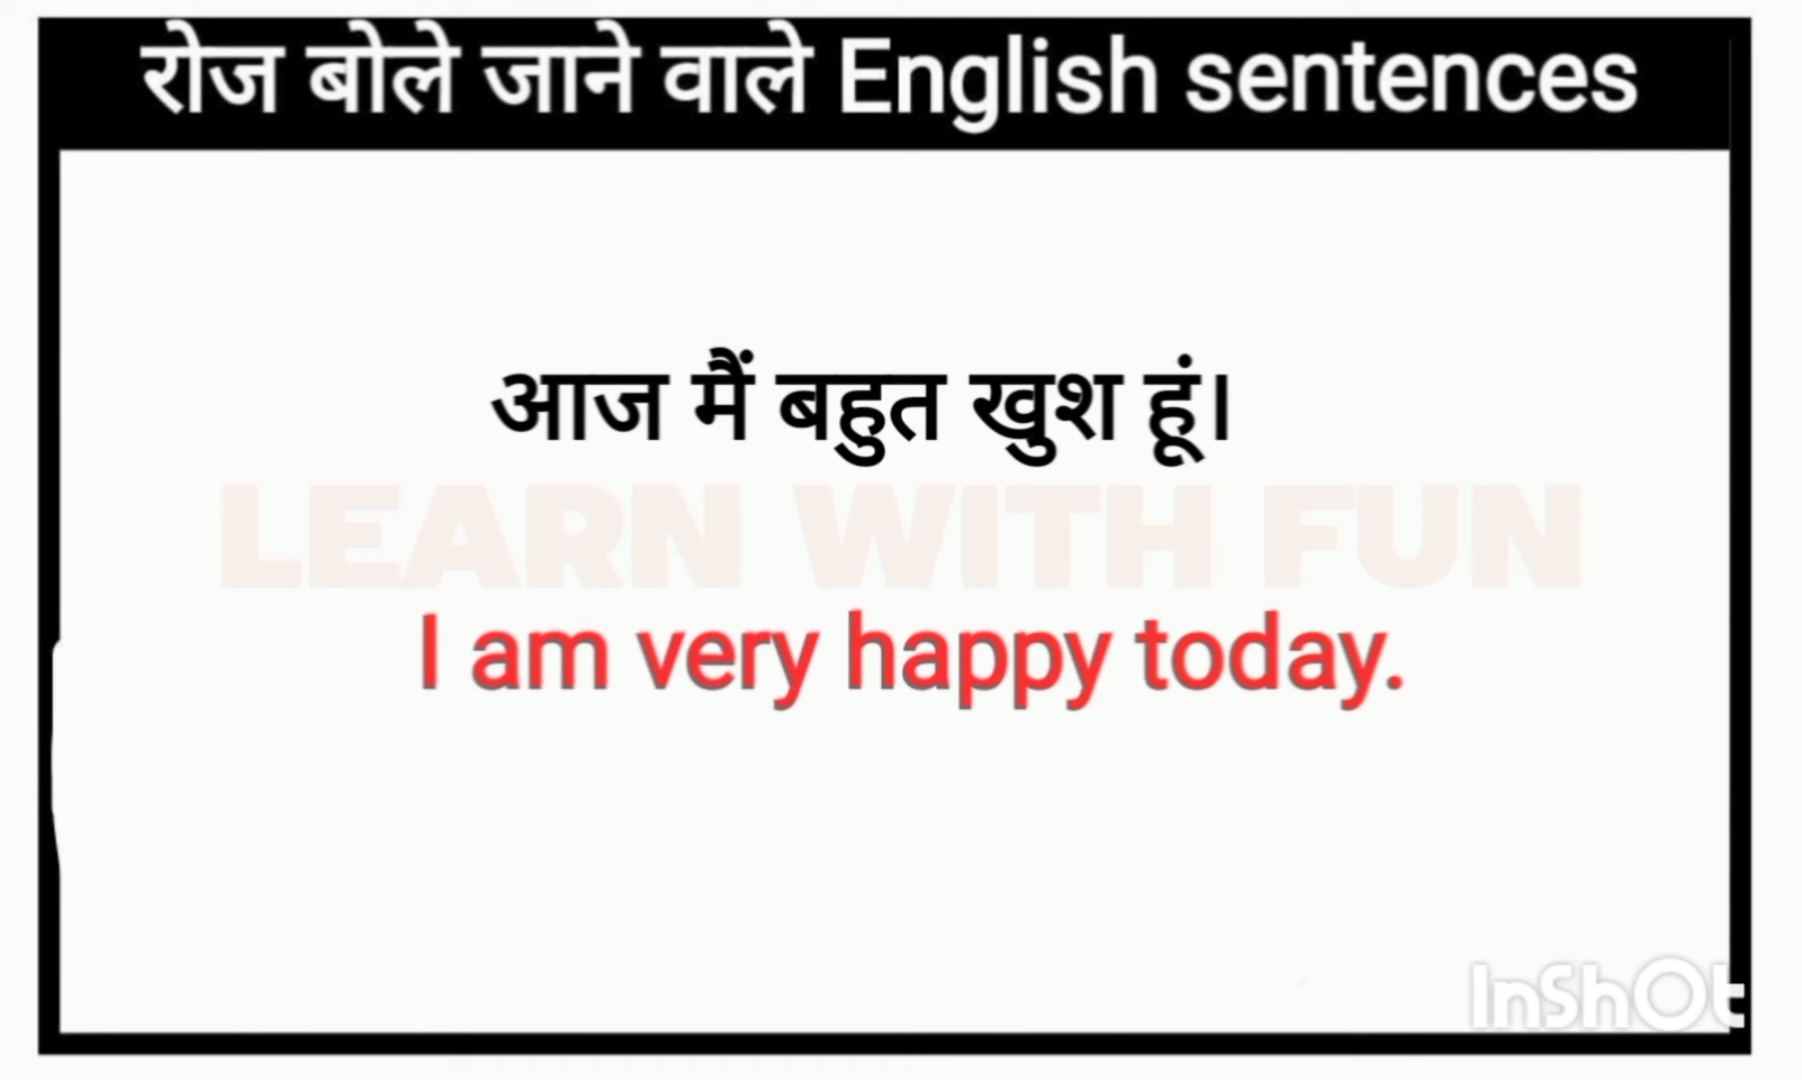 रोज बोले जाने वाले English sentences
आज मैं बहुत खुश हूं।
LEARN WITH FUN
I am very happy today.
InShOt